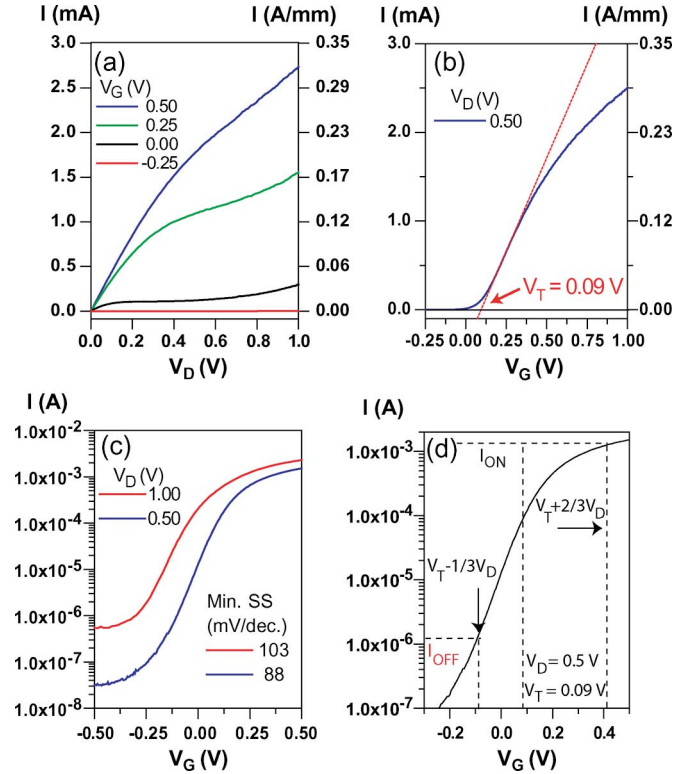 I (mA) I (A/mm) I (mA) I (A/mm)
(a)
V_G (V)
0.50
0.25
0.00
-0.25
3.0
2.5
2.0
1.5
1.0
0.5
0.0
0.35
0.31
0.29
0.23
0.17
0.12
0.06
0.00
0.0 0.2 0.4 0.6 0.8 1.0
V_D (V)
(b)
V_D (V)
0.50
V_T = 0.09 V
3.0
2.0
1.0
0.0
0.35
0.23
0.12
0.00
-0.25 0.00 0.25 0.50 0.75 1.00
V_G (V)
I (A)
(c)
V_D (V)
1.00
0.50
Min. SS
(mV/dec.)
103
88
1.0x10^-2
1.0x10^-3
1.0x10^-4
1.0x10^-5
1.0x10^-6
1.0x10^-7
1.0x10^-8
-0.50 -0.25 0.00 0.25 0.50
V_G (V)
I (A)
(d)
I_ON
V_T+2/3V_D
V_T-1/3V_D
I_OFF
V_D = 0.5 V
V_T = 0.09 V
1.0x10^-3
1.0x10^-4
1.0x10^-5
1.0x10^-6
1.0x10^-7
-0.2 0.0 0.2 0.4
V_G (V)